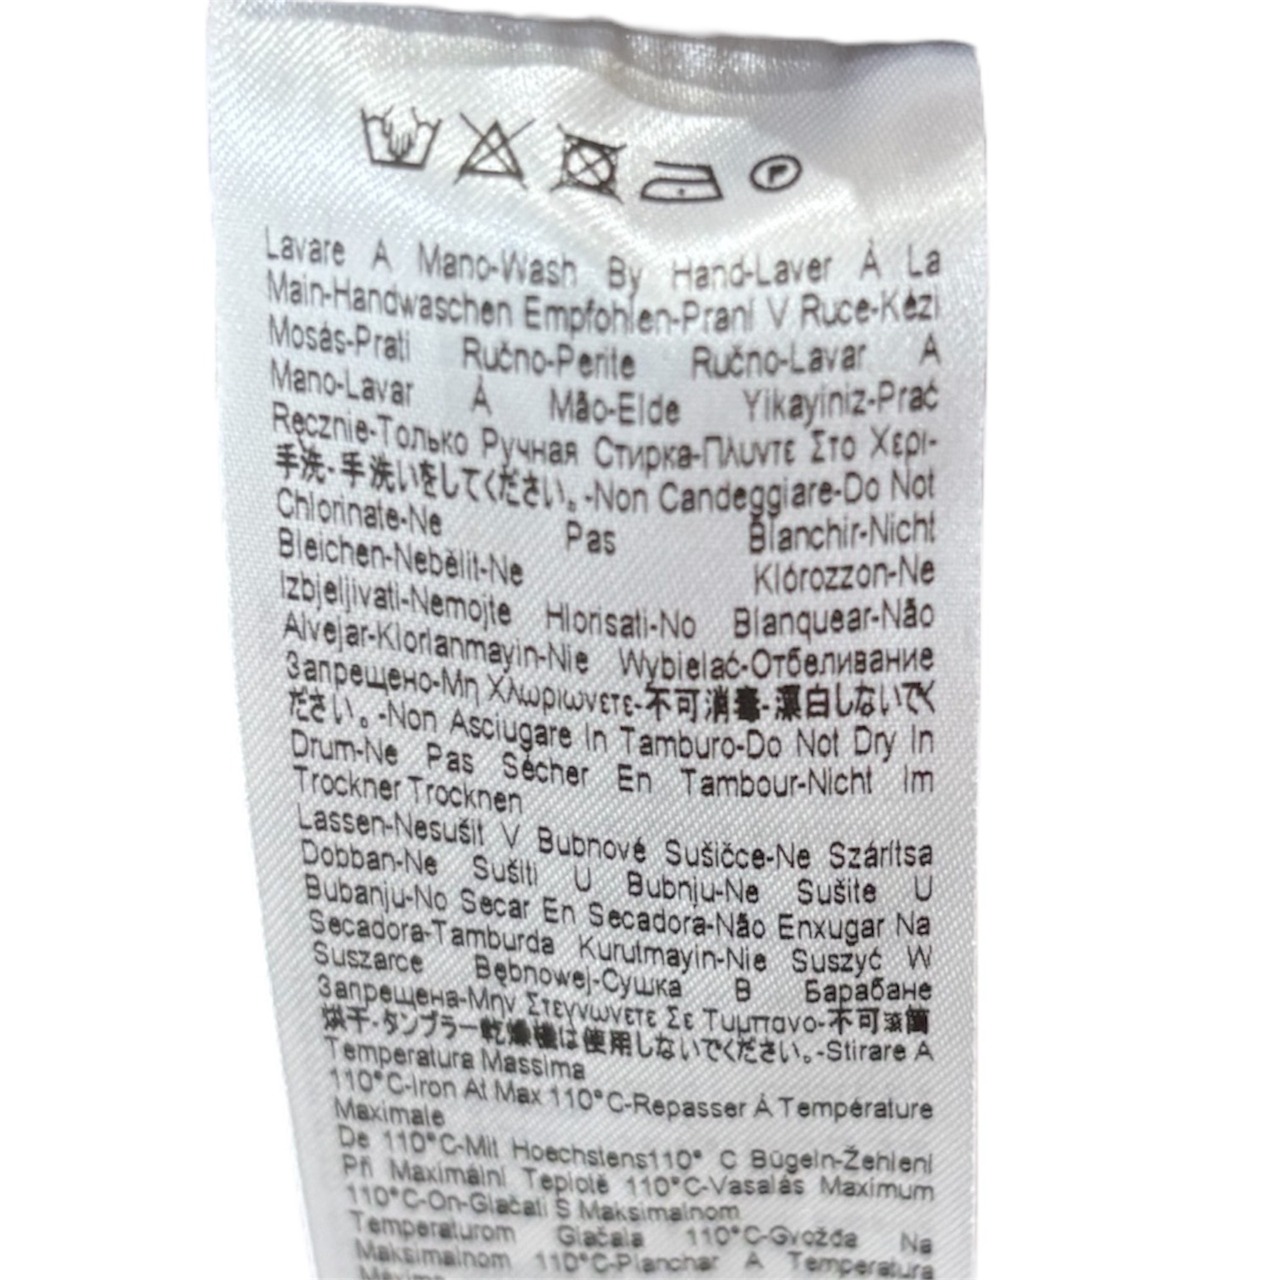 P
Lavare A Mano-Wash By Hand-Laver À La
Main-Handwaschen Empfohlen-Praní V Ruce-Kézi
Mosás-Prati Ručno-Perite Ručno-Lavar A
Mano-Lavar À Mão-Elde Yikayiniz-Prać
Ręcznie-Только Ручная Стирка-Πλυντε Στο Χερι-
手洗-手洗いをしてください。-Non Candeggiare-Do Not
Chlorinate-Ne Pas Blanchir-Nicht
Bleichen-Nebělit-Ne Klórozzon-Ne
Izbjeljivati-Nemojte Hlorisati-No Blanquear-Não
Alvejar-Klorlanmayin-Nie Wybielać-Отбеливание
Запрещено-Μη Χλωριωνετε-不可消毒-漂白しないでく
ださい。-Non Asciugare In Tamburo-Do Not Dry In
Drum-Ne Pas Sécher En Tambour-Nicht Im
Trockner Trocknen
Lassen-Nesušit V Bubnové Sušičce-Ne Szárítsa
Dobban-Ne Sušiti U Bubnju-Ne Sušite U
Bubanju-No Secar En Secadora-Não Enxugar Na
Secadora-Tamburda Kurutmayin-Nie Suszyć W
Suszarce Bębnowej-Сушка В Барабане
Запрещена-Μην Στεγνωνετε Σε Τυμπανο-不可滚筒
烘干-タンブラー乾燥機は使用しないでください。-Stirare A
Temperatura Massima
110°C-Iron At Max 110°C-Repasser À Température
Maximale
De 110°C-Mit Hoechstens110° C Bügeln-Žehlení
Při Maximální Teplotě 110°C-Vasalás Maximum
110°C-On-Glačati S Maksimalnom
Temperaturom Glačala 110°C-Gvožđa Na
Maksimalnom 110°C-Planchar A Temperatura